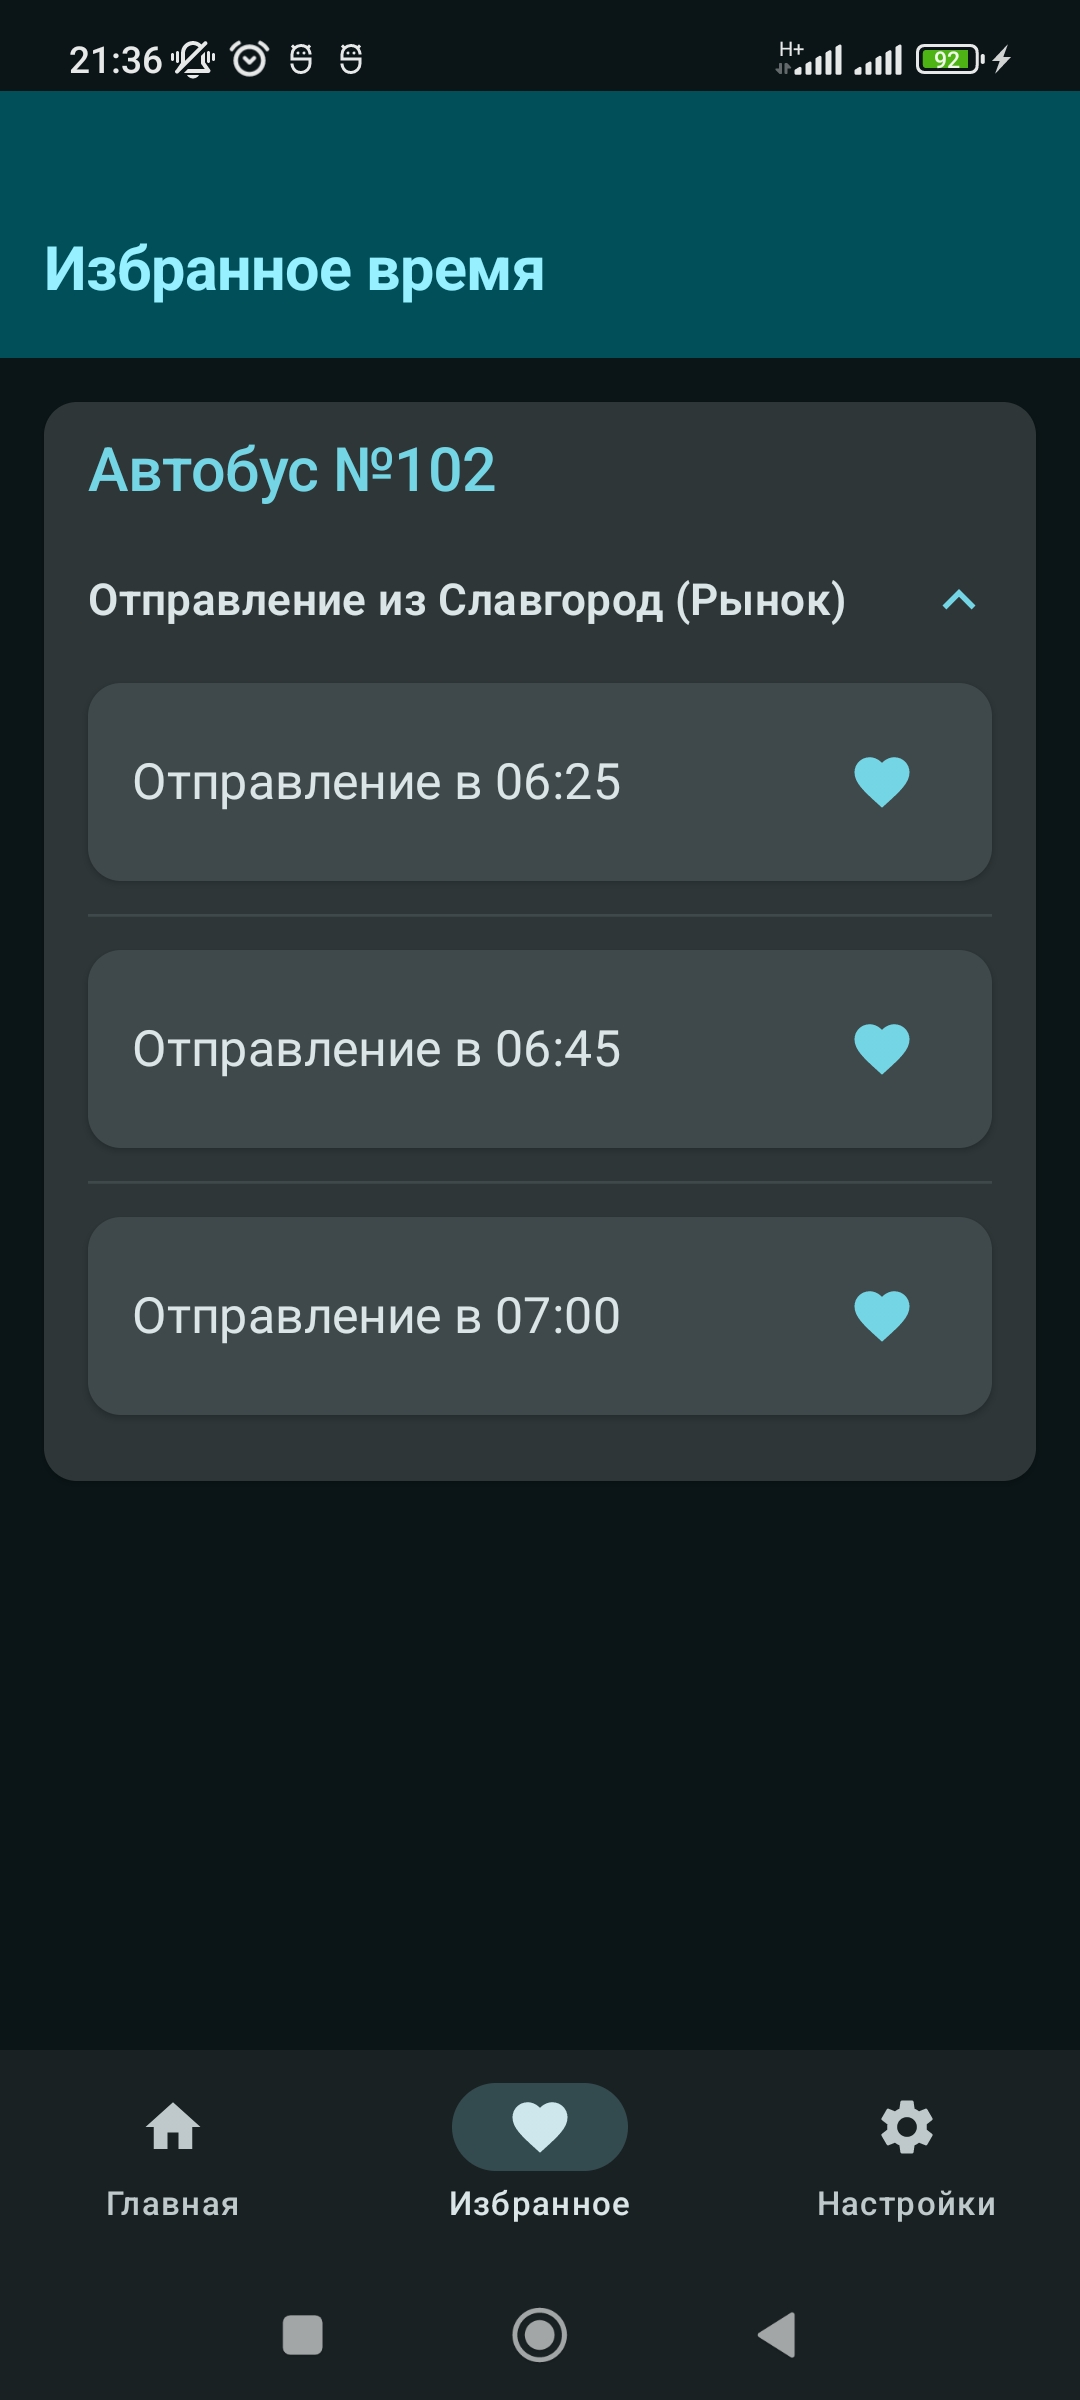 21:36
H+
92
Избранное время
Автобус №102
Отправление из Славгород (Рынок)
Отправление в 06:25
Отправление в 06:45
Отправление в 07:00
Главная
Избранное
Настройки